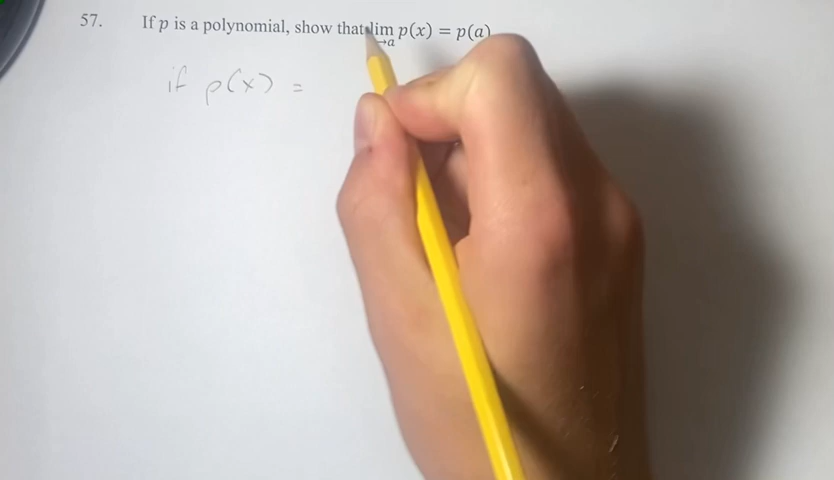 57. If p is a polynomial, show that lim p(x) = p(a)
→a
if p(x) =